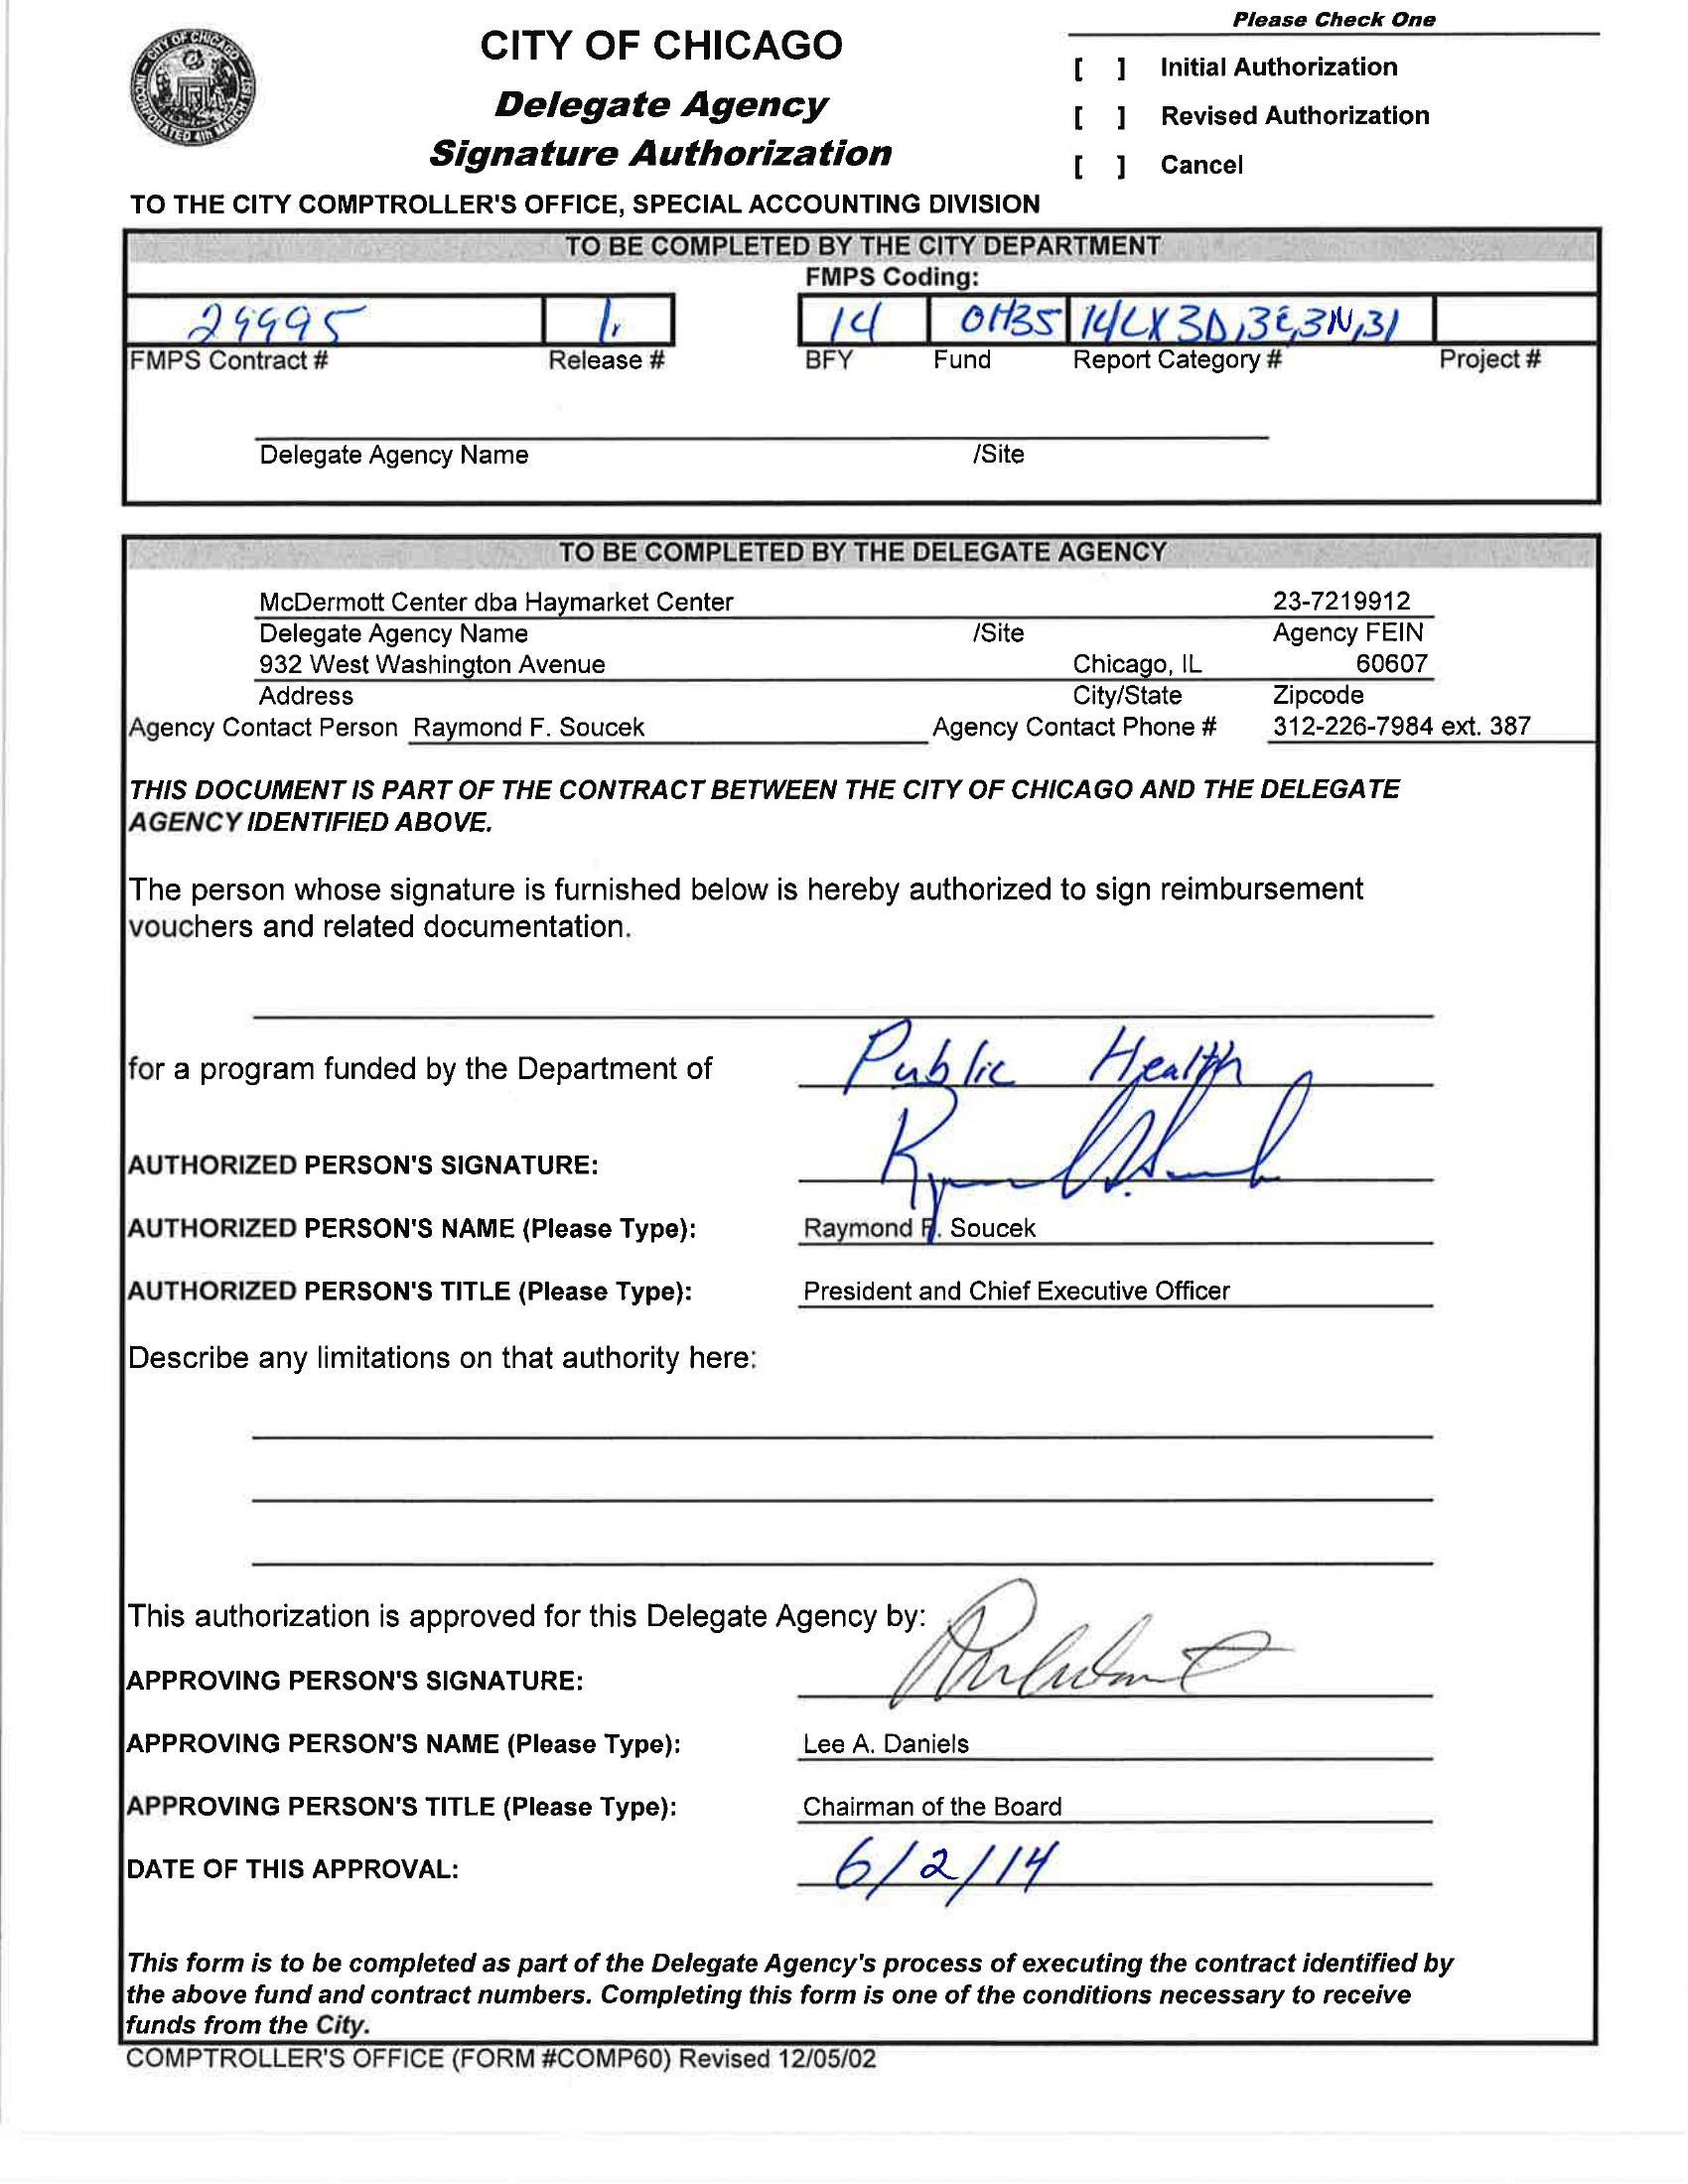 Please Check One
CITY OF CHICAGO
Delegate Agency
Signature Authorization
[ ] Initial Authorization
[ ] Revised Authorization
[ ] Cancel
TO THE CITY COMPTROLLER'S OFFICE, SPECIAL ACCOUNTING DIVISION
TO BE COMPLETED BY THE CITY DEPARTMENT
FMPS Coding:
1. 14 0H35 14LX3D,3E,3N,31
FMPS Contract # Release # BFY Fund Report Category # Project #
Delegate Agency Name /Site
TO BE COMPLETED BY THE DELEGATE AGENCY
McDermott Center dba Haymarket Center 23-7219912
Delegate Agency Name /Site Agency FEIN
932 West Washington Avenue Chicago, IL 60607
Address City/State Zipcode
Agency Contact Person Raymond F. Soucek Agency Contact Phone # 312-226-7984 ext. 387
THIS DOCUMENT IS PART OF THE CONTRACT BETWEEN THE CITY OF CHICAGO AND THE DELEGATE
AGENCY IDENTIFIED ABOVE.
The person whose signature is furnished below is hereby authorized to sign reimbursement
vouchers and related documentation.
for a program funded by the Department of Public Health
AUTHORIZED PERSON'S SIGNATURE:
AUTHORIZED PERSON'S NAME (Please Type): Raymond F. Soucek
AUTHORIZED PERSON'S TITLE (Please Type): President and Chief Executive Officer
Describe any limitations on that authority here:
This authorization is approved for this Delegate Agency by:
APPROVING PERSON'S SIGNATURE:
APPROVING PERSON'S NAME (Please Type): Lee A. Daniels
APPROVING PERSON'S TITLE (Please Type): Chairman of the Board
DATE OF THIS APPROVAL: 6/2/14
This form is to be completed as part of the Delegate Agency's process of executing the contract identified by
the above fund and contract numbers. Completing this form is one of the conditions necessary to receive
funds from the City.
COMPTROLLER'S OFFICE (FORM #COMP60) Revised 12/05/02